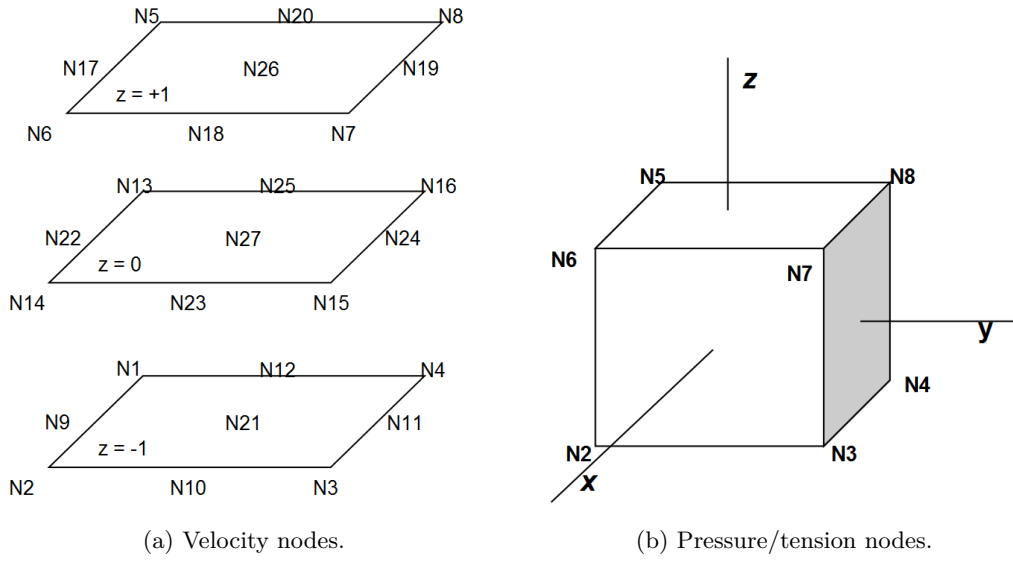 N5 N20 N8
N17 N26 N19
z = +1
N6 N18 N7
N13 N25 N16
N22 N27 N24
z = 0
N14 N23 N15
N1 N12 N4
N9 N21 N11
z = -1
N2 N10 N3
(a) Velocity nodes.
z
N5 N8
N6 N7
y
N4
N2 N3
x
(b) Pressure/tension nodes.